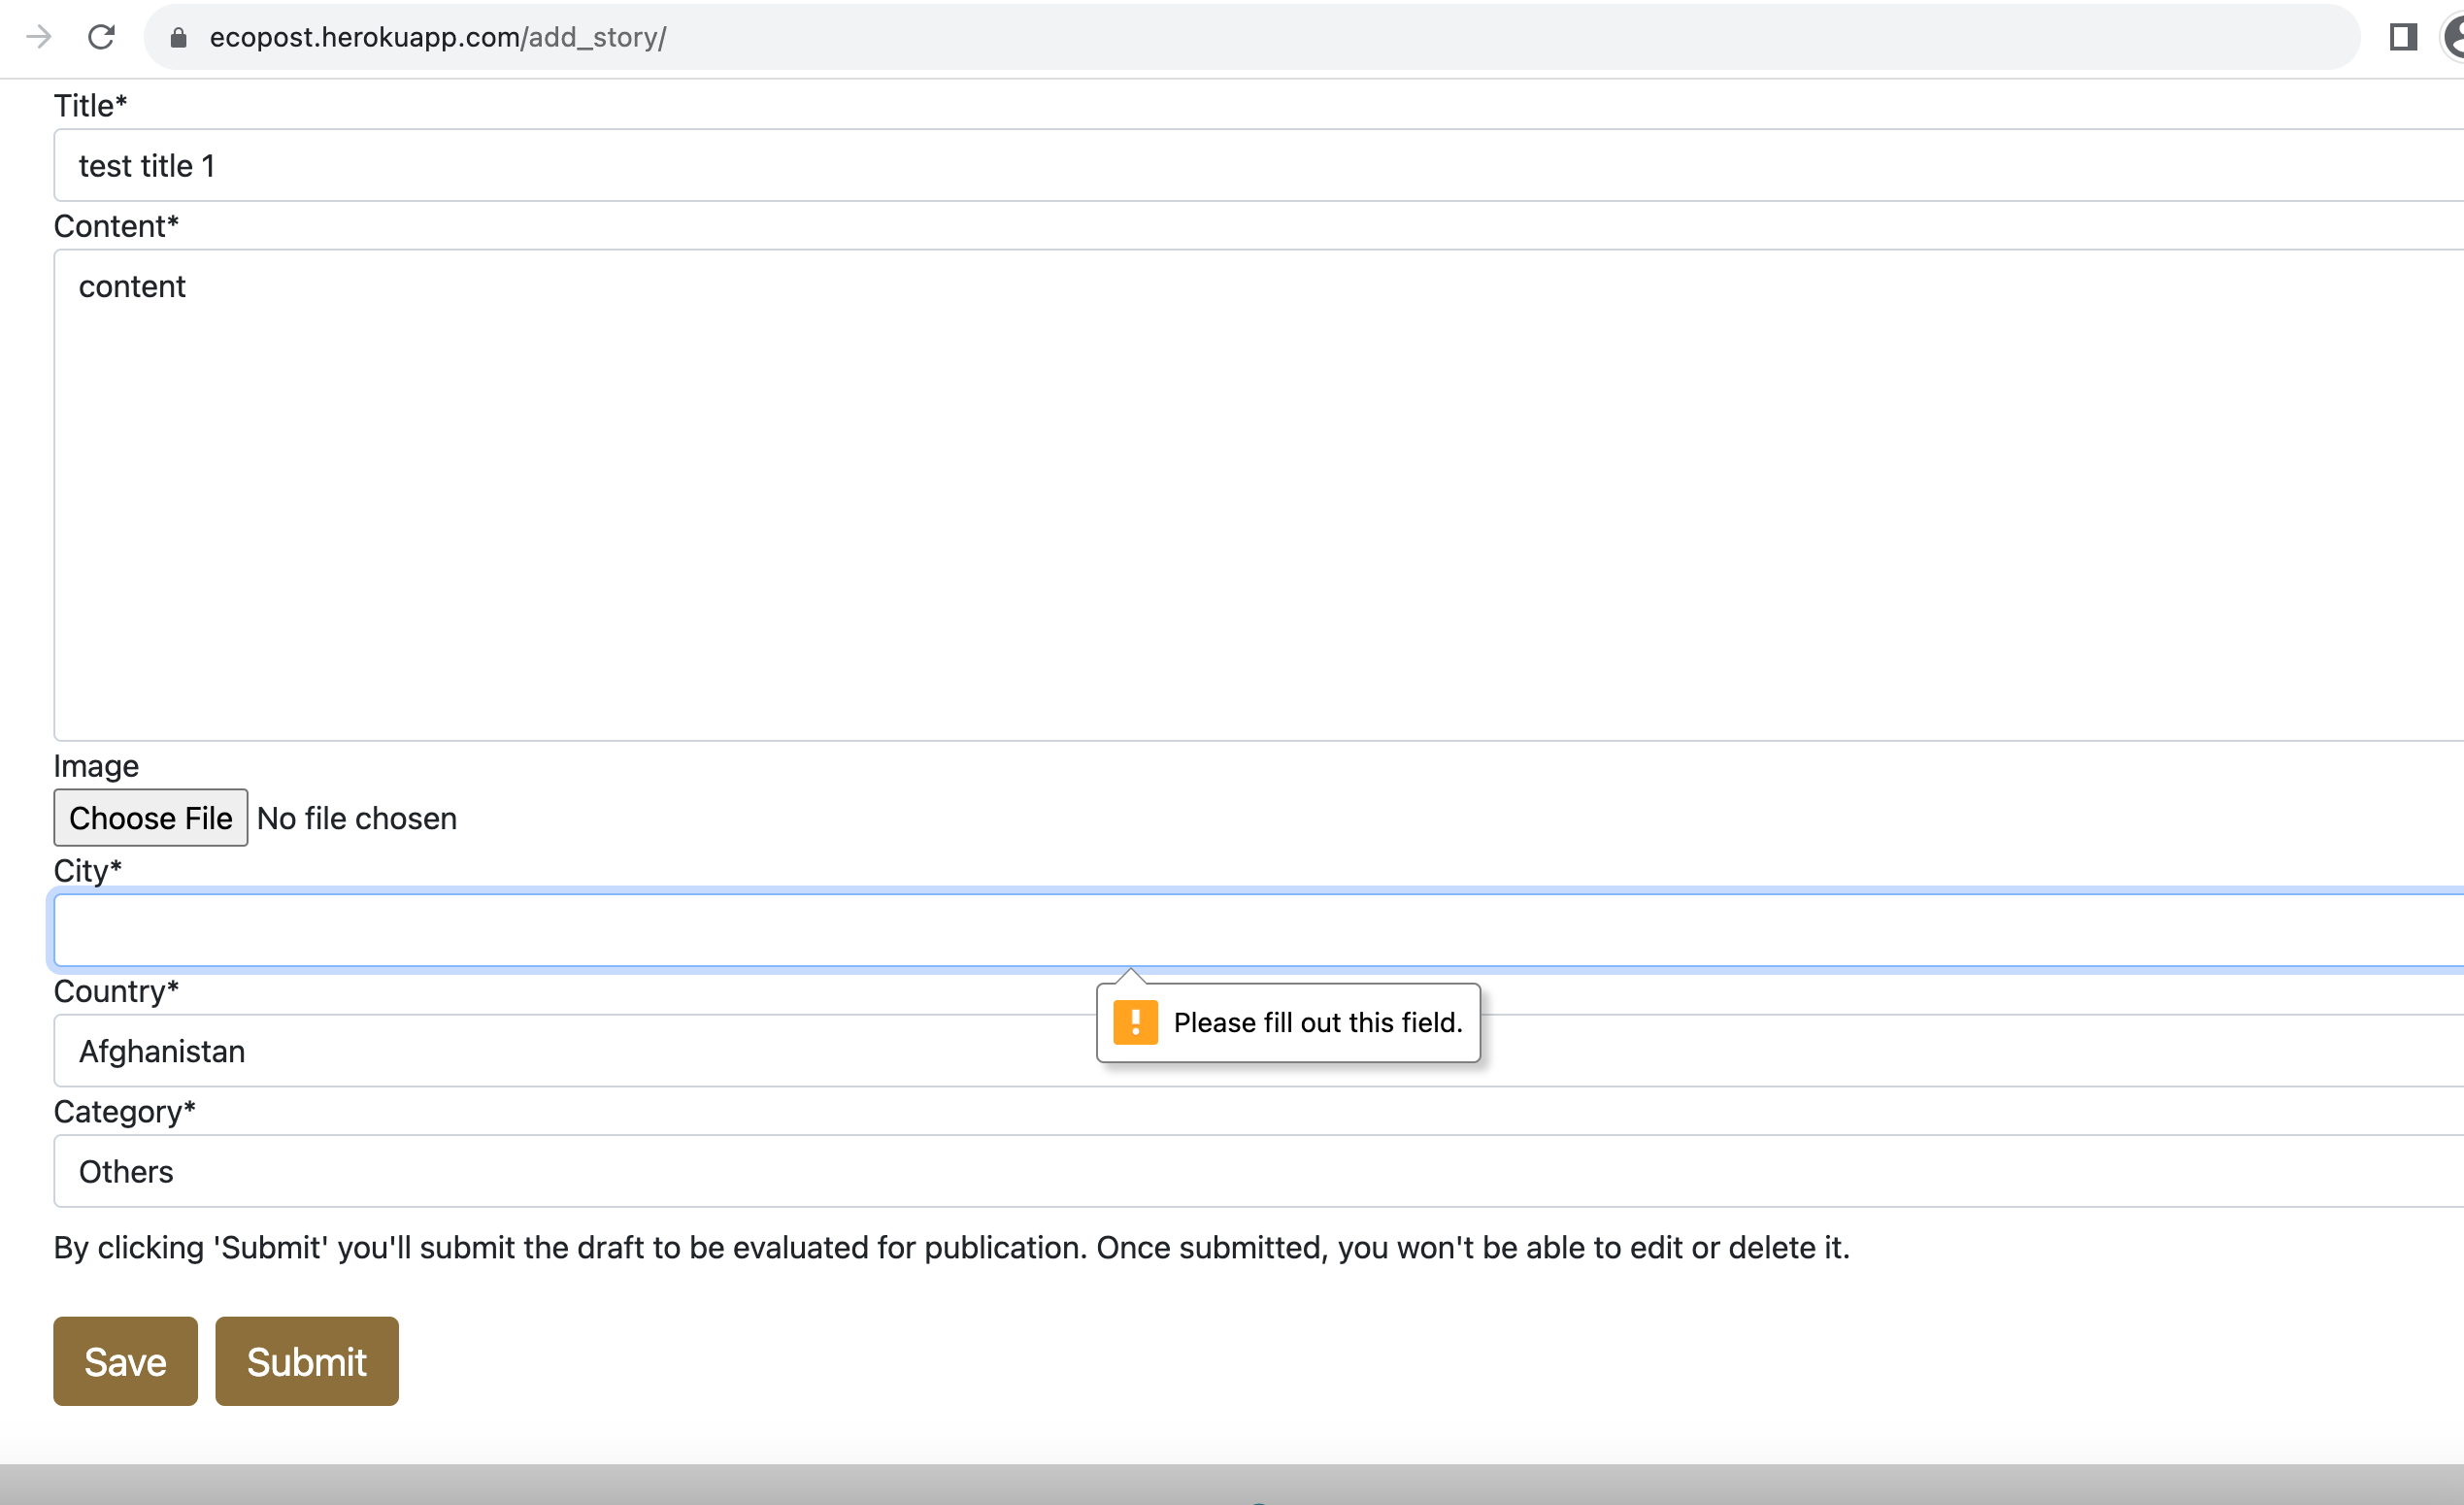 ecopost.herokuapp.com/add_story/
Title*
test title 1
Content*
content
Image
Choose File No file chosen
City*
Please fill out this field.
Country*
Afghanistan
Category*
Others
By clicking 'Submit' you'll submit the draft to be evaluated for publication. Once submitted, you won't be able to edit or delete it.
Save Submit